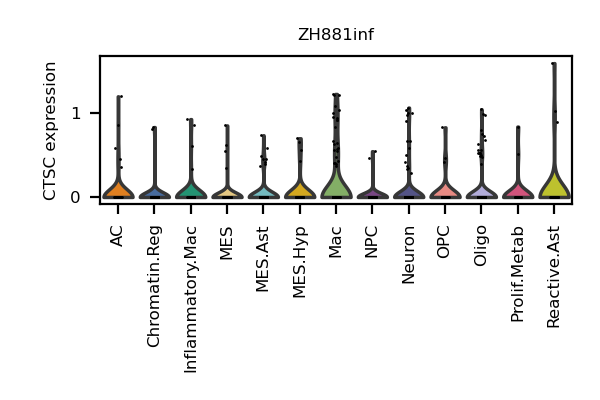 ZH881inf
CTSC expression
1
0
AC
Chromatin.Reg
Inflammatory.Mac
MES
MES.Ast
MES.Hyp
Mac
NPC
Neuron
OPC
Oligo
Prolif.Metab
Reactive.Ast